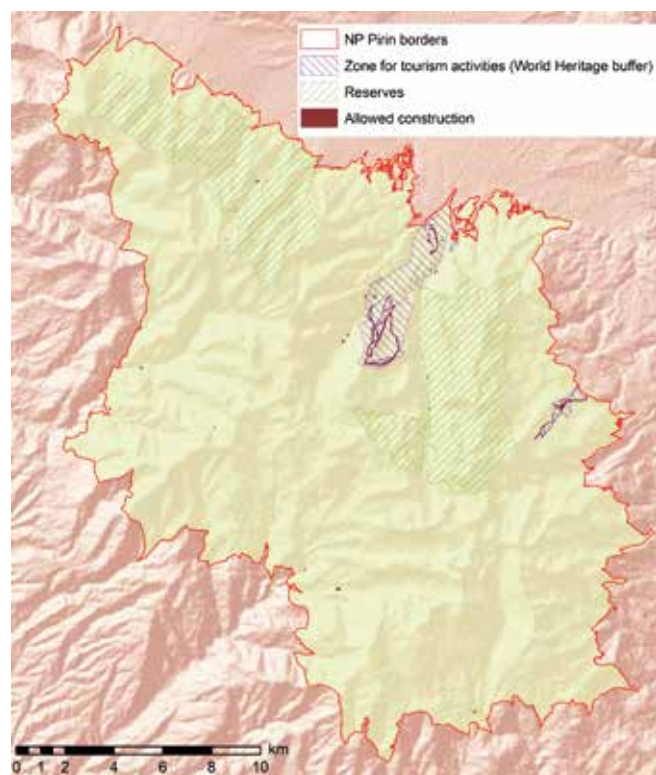 NP Pirin borders
Zone for tourism activities (World Heritage buffer)
Reserves
Allowed construction
km
0 1 2 4 6 8 10